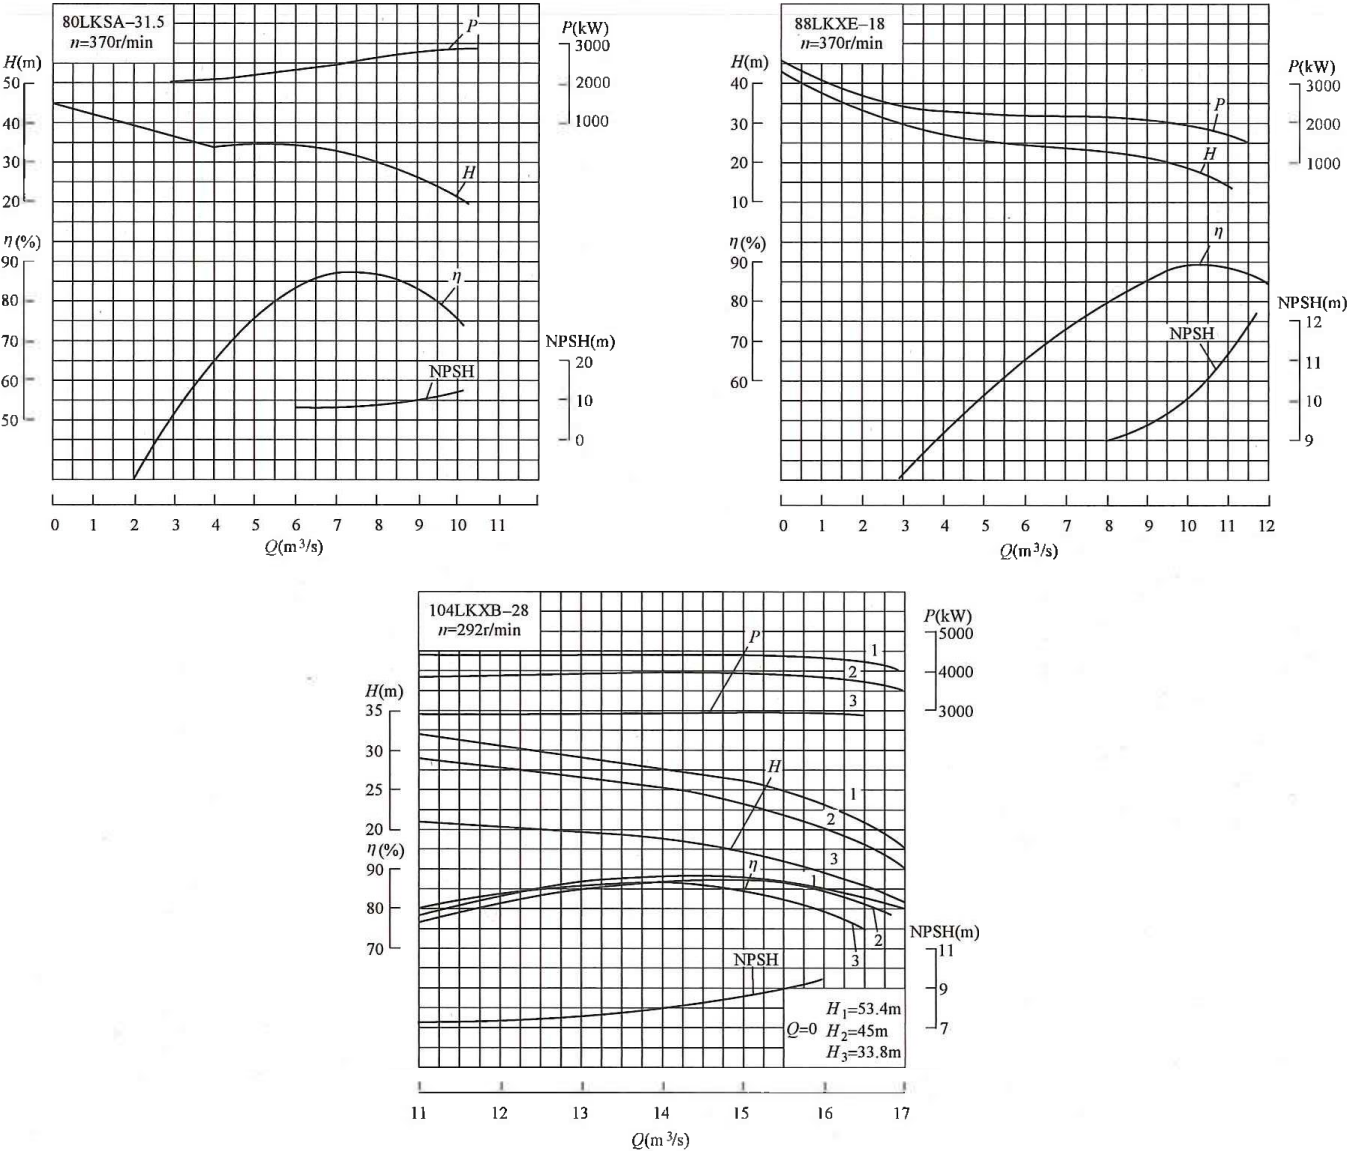 80LKSA–31.5
n=370r/min
P
P(kW)
3000
2000
1000
H(m)
50
40
30
20
H
η(%)
90
80
70
60
50
η
NPSH(m)
20
10
0
NPSH
0 1 2 3 4 5 6 7 8 9 10 11
Q(m³/s)
88LKXE–18
n=370r/min
H(m)
40
30
20
10
P(kW)
3000
2000
1000
P
H
η
η(%)
90
80
70
60
NPSH(m)
12
11
10
9
NPSH
0 1 2 3 4 5 6 7 8 9 10 11 12
Q(m³/s)
104LKXB–28
n=292r/min
P
P(kW)
5000
4000
3000
1
2
3
H(m)
35
30
25
20
H
1
2
3
η(%)
90
80
70
η
1
2
3
NPSH(m)
11
9
7
NPSH
H₁=53.4m
Q=0 H₂=45m
H₃=33.8m
11 12 13 14 15 16 17
Q(m³/s)